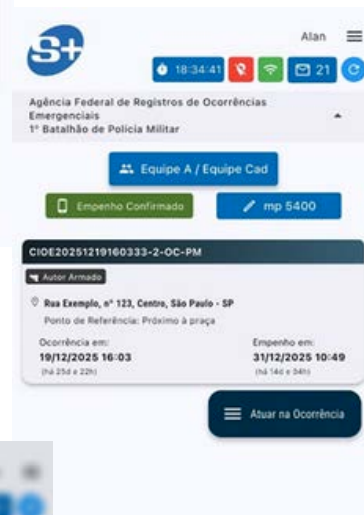 S+
Alan
18:34:41
21
Agência Federal de Registros de Ocorrências
Emergenciais
1º Batalhão de Polícia Militar
Equipe A / Equipe Cad
Empenho Confirmado
mp 5400
CIOE20251219160333-2-OC-PM
Autor Armado
Rua Exemplo, nº 123, Centro, São Paulo - SP
Ponto de Referência: Próximo à praça
Ocorrência em:
Empenho em:
19/12/2025 16:03
31/12/2025 10:49
(há 25d e 22h)
(há 14d e 04h)
Atuar na Ocorrência